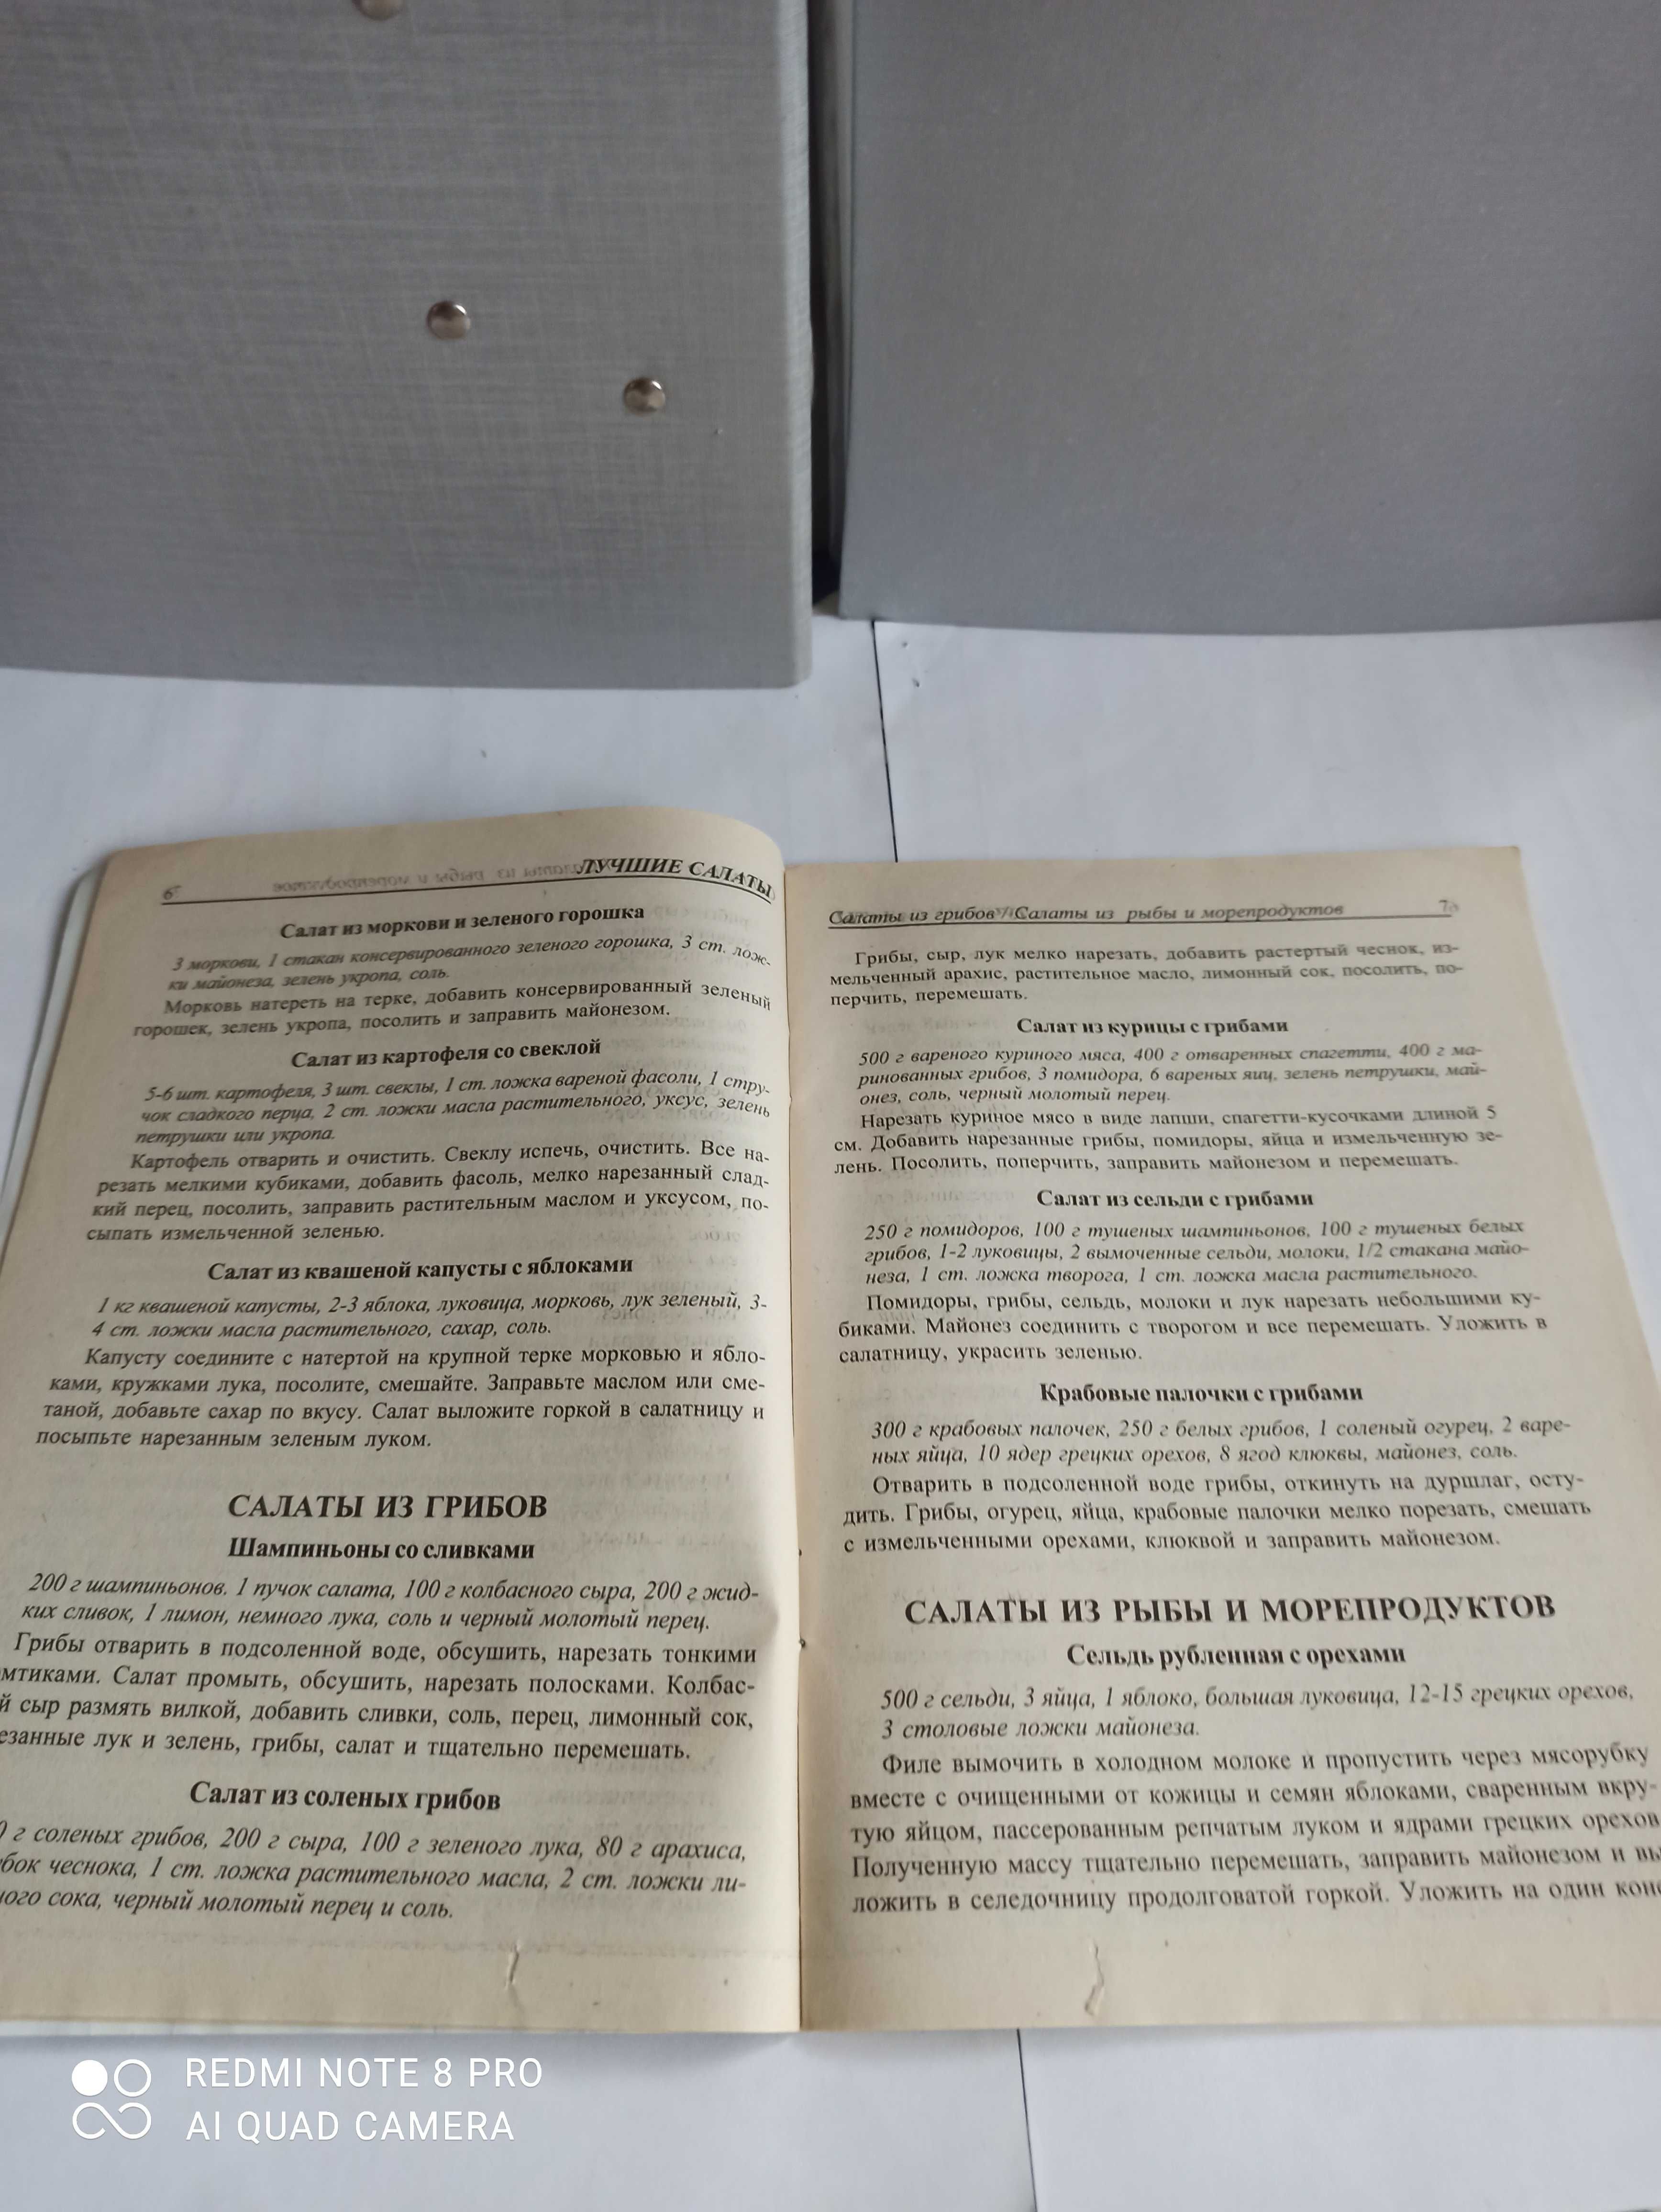 6
ЛУЧШИЕ САЛАТЫ
Салат из моркови и зеленого горошка
3 моркови, 1 стакан консервированного зеленого горошка, 3 ст. лож-
ки майонеза, зелень укропа, соль.
Морковь натереть на терке, добавить консервированный зеленый
горошек, зелень укропа, посолить и заправить майонезом.
Салат из картофеля со свеклой
5-6 шт. картофеля, 3 шт. свеклы, 1 ст. ложка вареной фасоли, 1 стру-
чок сладкого перца, 2 ст. ложки масла растительного, уксус, зелень
петрушки или укропа.
Картофель отварить и очистить. Свеклу испечь, очистить. Все на-
резать мелкими кубиками, добавить фасоль, мелко нарезанный слад-
кий перец, посолить, заправить растительным маслом и уксусом, по-
сыпать измельченной зеленью.
Салат из квашеной капусты с яблоками
1 кг квашеной капусты, 2-3 яблока, луковица, морковь, лук зеленый, 3-
4 ст. ложки масла растительного, сахар, соль.
Капусту соедините с натертой на крупной терке морковью и ябло-
ками, кружками лука, посолите, смешайте. Заправьте маслом или сме-
таной, добавьте сахар по вкусу. Салат выложите горкой в салатницу и
посыпьте нарезанным зеленым луком.
САЛАТЫ ИЗ ГРИБОВ
Шампиньоны со сливками
200 г шампиньонов. 1 пучок салата, 100 г колбасного сыра, 200 г жид-
ких сливок, 1 лимон, немного лука, соль и черный молотый перец.
Грибы отварить в подсоленной воде, обсушить, нарезать тонкими
мтиками. Салат промыть, обсушить, нарезать полосками. Колбас-
й сыр размять вилкой, добавить сливки, соль, перец, лимонный сок,
езанные лук и зелень, грибы, салат и тщательно перемешать.
Салат из соленых грибов
0 г соленых грибов, 200 г сыра, 100 г зеленого лука, 80 г арахиса,
бок чеснока, 1 ст. ложка растительного масла, 2 ст. ложки ли-
ного сока, черный молотый перец и соль.
Салаты из грибов / Салаты из рыбы и морепродуктов
7
Грибы, сыр, лук мелко нарезать, добавить растертый чеснок, из-
мельченный арахис, растительное масло, лимонный сок, посолить, по-
перчить, перемешать.
Салат из курицы с грибами
500 г вареного куриного мяса, 400 г отваренных спагетти, 400 г ма-
ринованных грибов, 3 помидора, 6 вареных яиц, зелень петрушки, май-
онез, соль, черный молотый перец.
Нарезать куриное мясо в виде лапши, спагетти-кусочками длиной 5
см. Добавить нарезанные грибы, помидоры, яйца и измельченную зе-
лень. Посолить, поперчить, заправить майонезом и перемешать.
Салат из сельди с грибами
250 г помидоров, 100 г тушеных шампиньонов, 100 г тушеных белых
грибов, 1-2 луковицы, 2 вымоченные сельди, молоки, 1/2 стакана майо-
неза, 1 ст. ложка творога, 1 ст. ложка масла растительного.
Помидоры, грибы, сельдь, молоки и лук нарезать небольшими ку-
биками. Майонез соединить с творогом и все перемешать. Уложить в
салатницу, украсить зеленью.
Крабовые палочки с грибами
300 г крабовых палочек, 250 г белых грибов, 1 соленый огурец, 2 варе-
ных яйца, 10 ядер грецких орехов, 8 ягод клюквы, майонез, соль.
Отварить в подсоленной воде грибы, откинуть на дуршлаг, осту-
дить. Грибы, огурец, яйца, крабовые палочки мелко порезать, смешать
с измельченными орехами, клюквой и заправить майонезом.
САЛАТЫ ИЗ РЫБЫ И МОРЕПРОДУКТОВ
Сельдь рубленная с орехами
500 г сельди, 3 яйца, 1 яблоко, большая луковица, 12-15 грецких орехов,
3 столовые ложки майонеза.
Филе вымочить в холодном молоке и пропустить через мясорубку
вместе с очищенными от кожицы и семян яблоками, сваренным вкру-
тую яйцом, пассерованным репчатым луком и ядрами грецких орехов
Полученную массу тщательно перемешать, заправить майонезом и вы
ложить в селедочницу продолговатой горкой. Уложить на один коне
REDMI NOTE 8 PRO
AI QUAD CAMERA